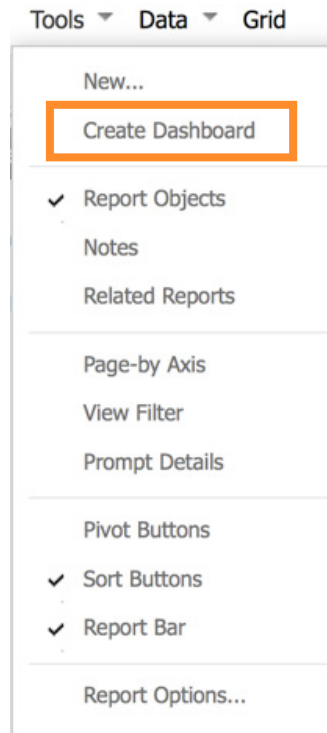 Tools Data Grid
New...
Create Dashboard
Report Objects
Notes
Related Reports
Page-by Axis
View Filter
Prompt Details
Pivot Buttons
Sort Buttons
Report Bar
Report Options...